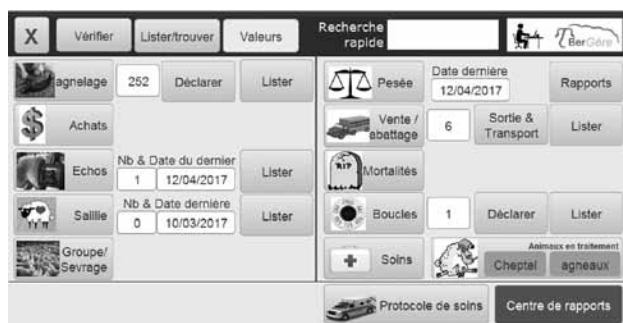 X Vérifier Lister/trouver Valeurs Recherche rapide BerGère
agnelage 252 Déclarer Lister
Achats
Echos Nb & Date du dernier 1 12/04/2017 Lister
Saillie Nb & Date dernière 0 10/03/2017 Lister
Groupe/ Sevrage
Pesée Date dernière 12/04/2017 Rapports
Vente / abattage 6 Sortie & Transport Lister
RIP Mortalités
Boucles 1 Déclarer Lister
Soins Animaux en traitement Cheptel agneaux
Protocole de soins Centre de rapports